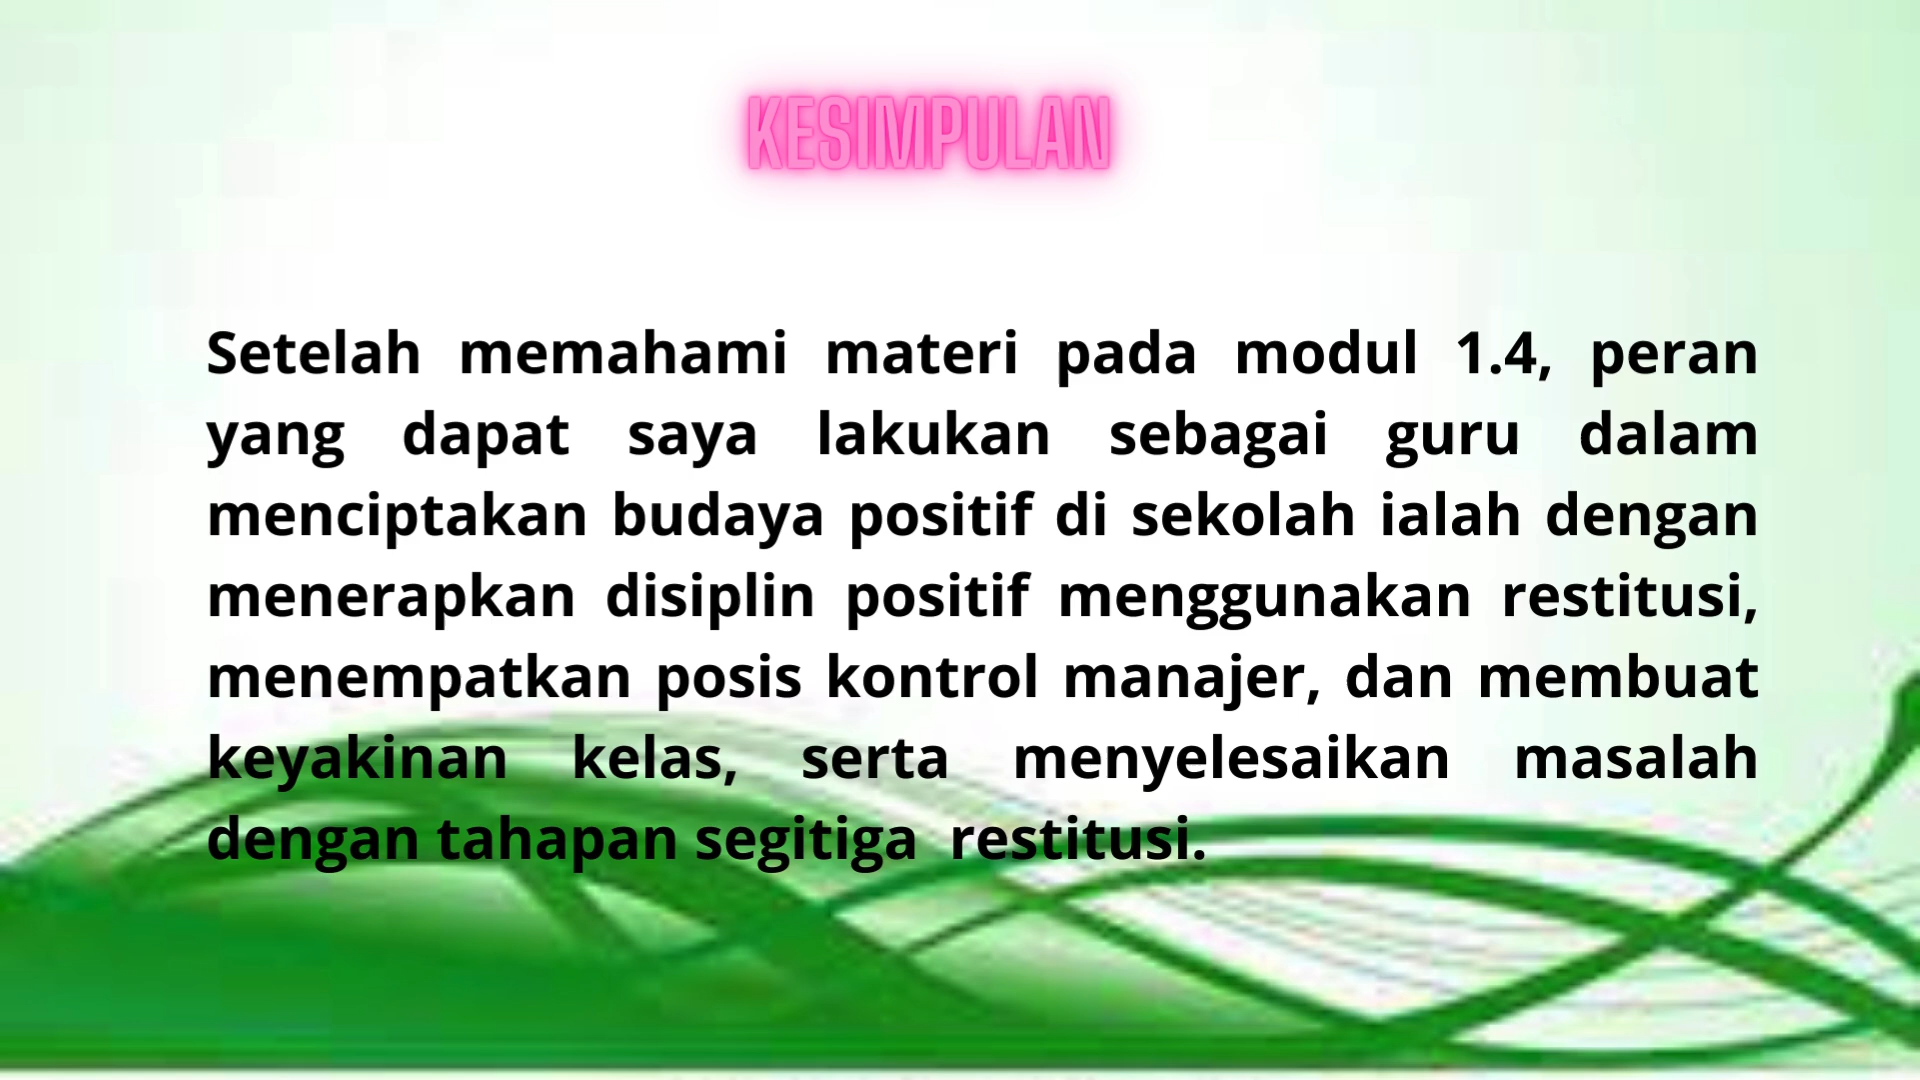 KESIMPULAN
Setelah memahami materi pada modul 1.4, peran
yang dapat saya lakukan sebagai guru dalam
menciptakan budaya positif di sekolah ialah dengan
menerapkan disiplin positif menggunakan restitusi,
menempatkan posis kontrol manajer, dan membuat
keyakinan kelas, serta menyelesaikan masalah
dengan tahapan segitiga restitusi.